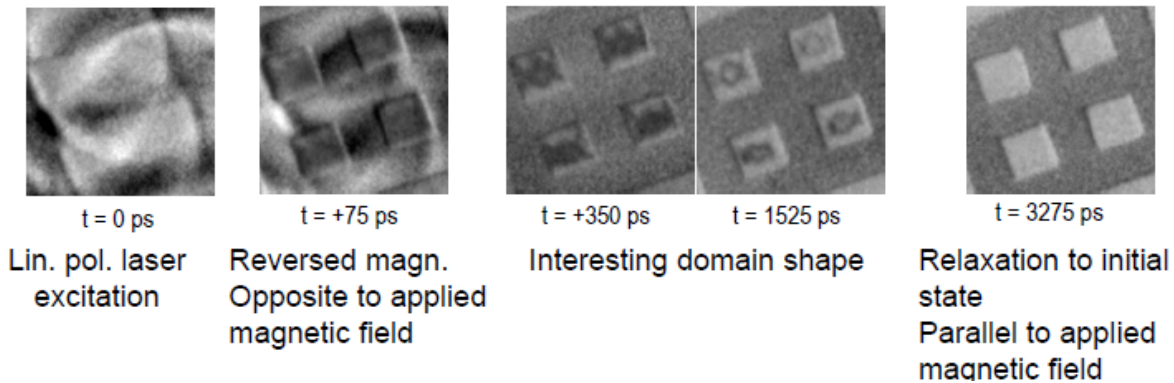 t = 0 ps
t = +75 ps
t = +350 ps
t = 1525 ps
t = 3275 ps
Lin. pol. laser
excitation
Reversed magn.
Opposite to applied
magnetic field
Interesting domain shape
Relaxation to initial
state
Parallel to applied
magnetic field